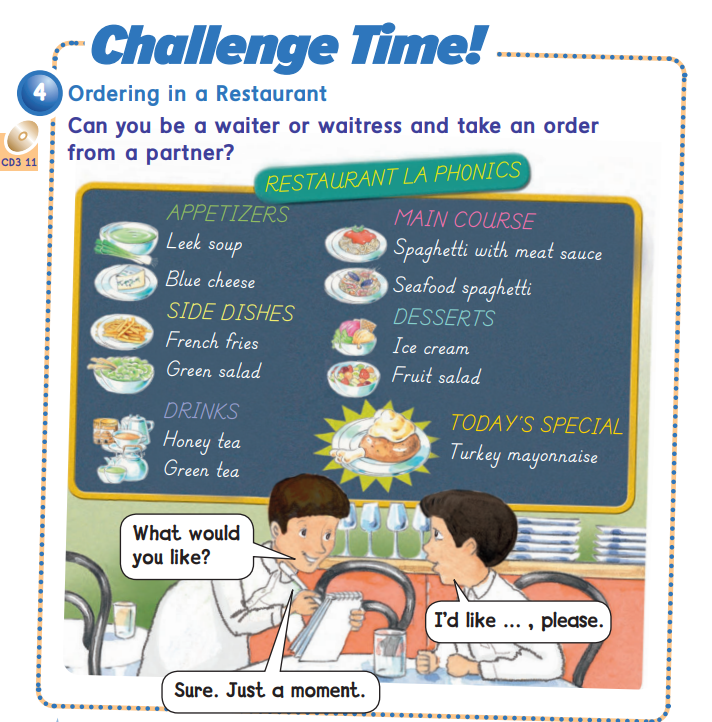 Challenge Time!
4 Ordering in a Restaurant
Can you be a waiter or waitress and take an order
from a partner?
CD3 11
RESTAURANT LA PHONICS
APPETIZERS
Leek soup
Blue cheese
SIDE DISHES
French fries
Green salad
DRINKS
Honey tea
Green tea
MAIN COURSE
Spaghetti with meat sauce
Seafood spaghetti
DESSERTS
Ice cream
Fruit salad
TODAY'S SPECIAL
Turkey mayonnaise
What would
you like?
I'd like ... , please.
Sure. Just a moment.